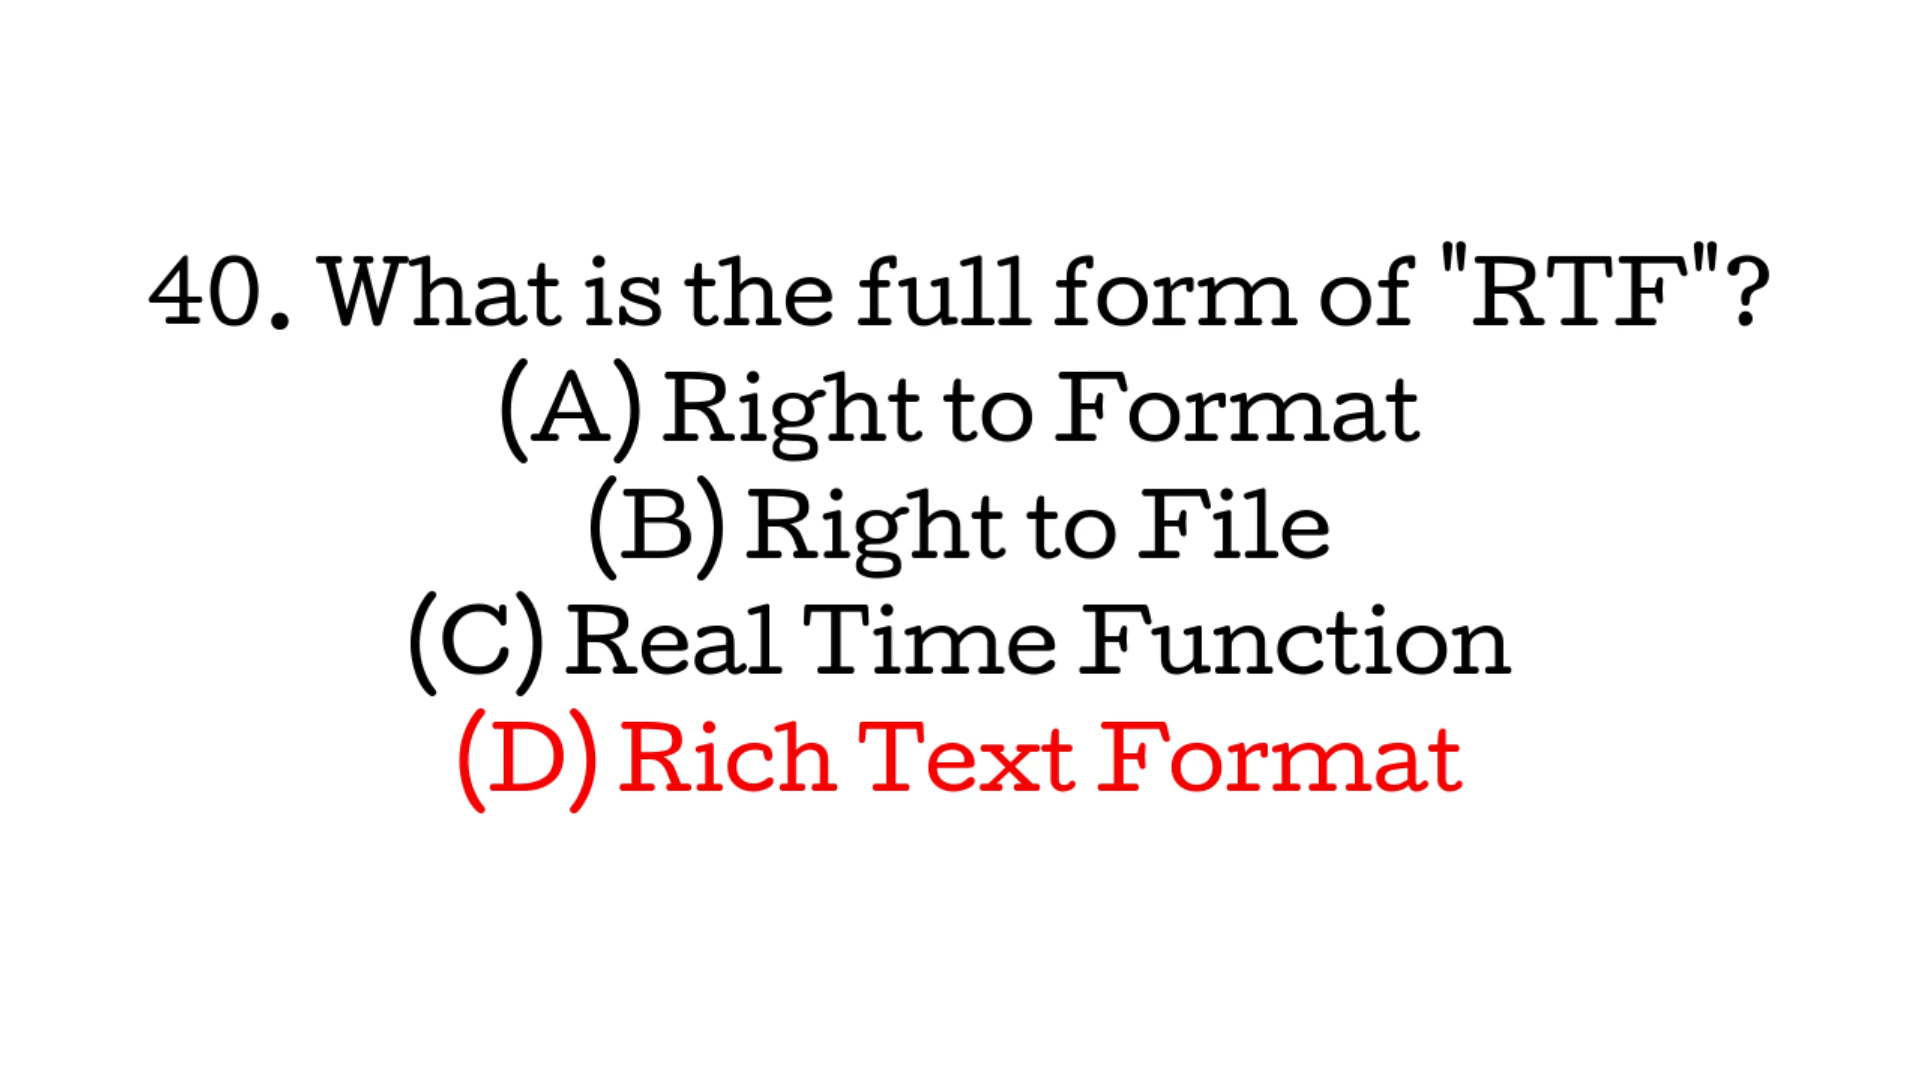 40. What is the full form of "RTF"?
(A) Right to Format
(B) Right to File
(C) Real Time Function
(D) Rich Text Format